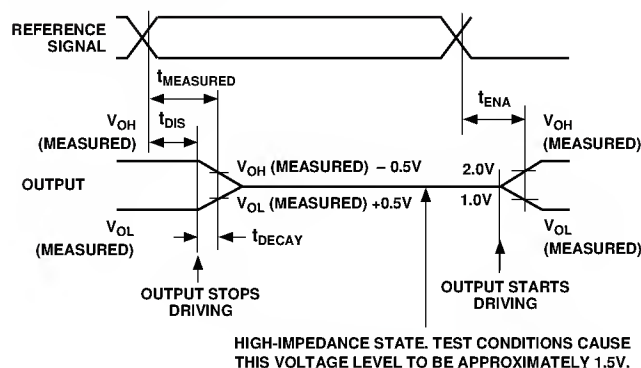 REFERENCE
SIGNAL
tMEASURED
tDIS
tENA
VOH
(MEASURED)
VOH
(MEASURED)
VOH (MEASURED) – 0.5V
2.0V
OUTPUT
VOL (MEASURED) +0.5V
1.0V
VOL
(MEASURED)
tDECAY
VOL
(MEASURED)
OUTPUT STOPS
DRIVING
OUTPUT STARTS
DRIVING
HIGH-IMPEDANCE STATE. TEST CONDITIONS CAUSE
THIS VOLTAGE LEVEL TO BE APPROXIMATELY 1.5V.